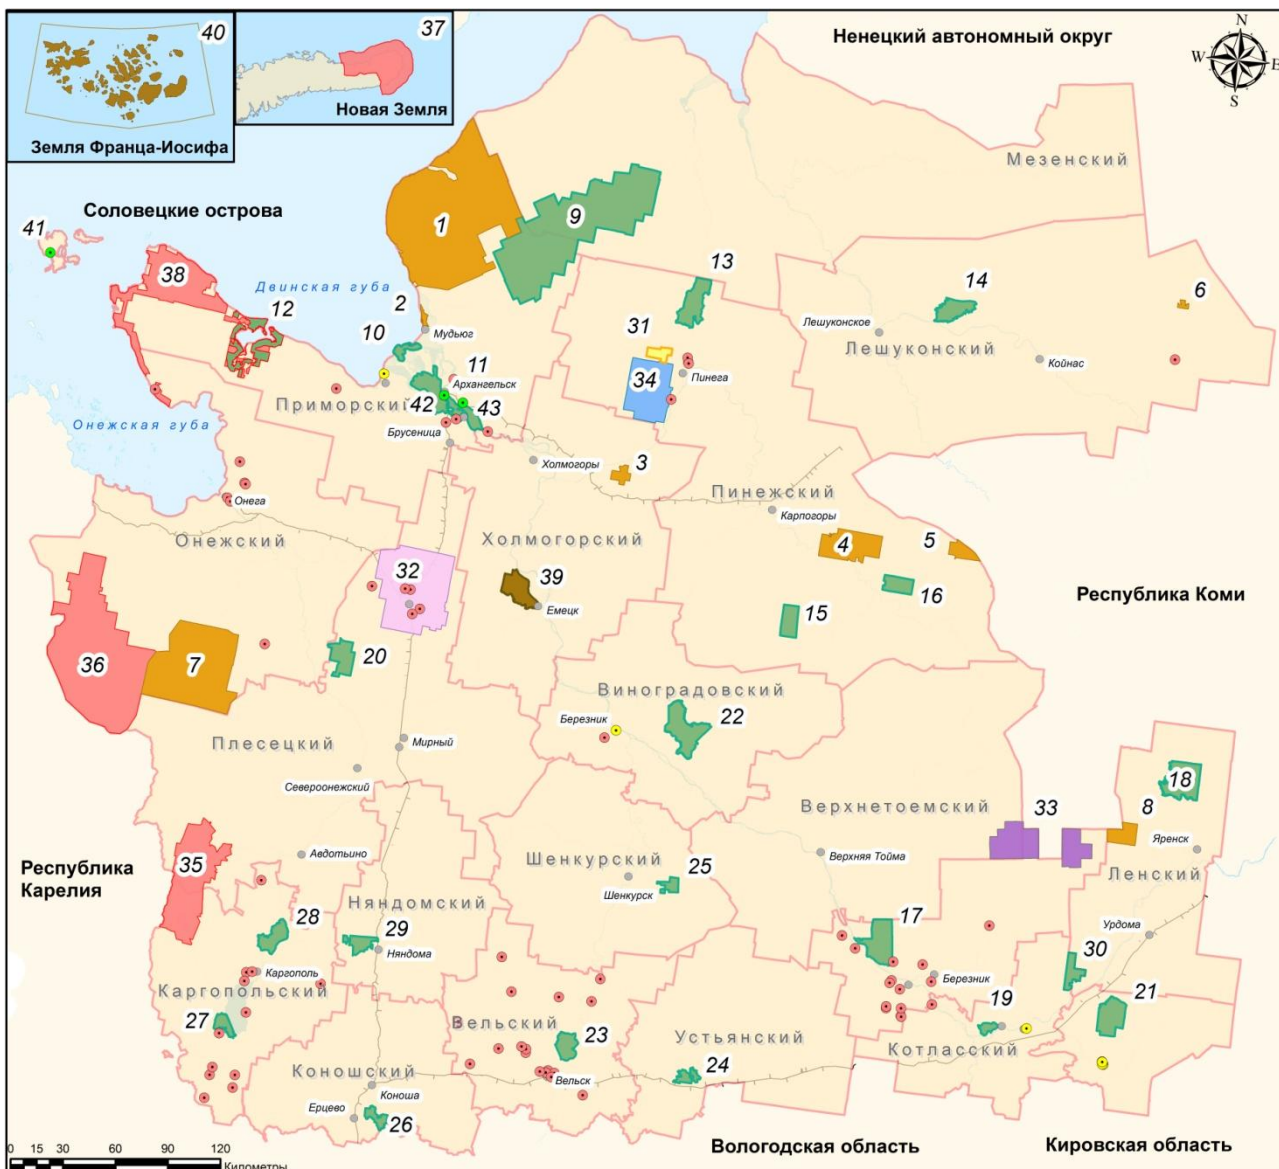 40
Земля Франца-Иосифа
37
Новая Земля
Ненецкий автономный округ
N
W
E
S
Мезенский
Соловецкие острова
41
38
Двинская губа
12
1
9
2
Мудьюг
10
13
14
6
Лешуконское
Лешуконский
Койнас
31
34
Пинега
11
Архангельск
Приморский
42
43
Брусеница
Онежская губа
Холмогоры
3
Онега
Пинежский
Карпогоры
Онежский
Холмогорский
4
5
32
39
Емецк
16
Республика Коми
15
36
7
20
Виноградовский
Березник
22
Плесецкий
Мирный
Североонежский
18
Верхнетоемский
33
8
Яренск
Республика
Карелия
35
Авдотьино
Шенкурский
Шенкурск
25
Верхняя Тойма
Ленский
Няндомский
28
29
Няндома
17
Урдома
30
Каргополь
Каргопольский
Березник
27
19
21
Вельский
23
Устьянский
Котласский
Коношский
24
Коноша
Вельск
Ерцево
26
Вологодская область
Кировская область
0 15 30 60 90 120
Километры